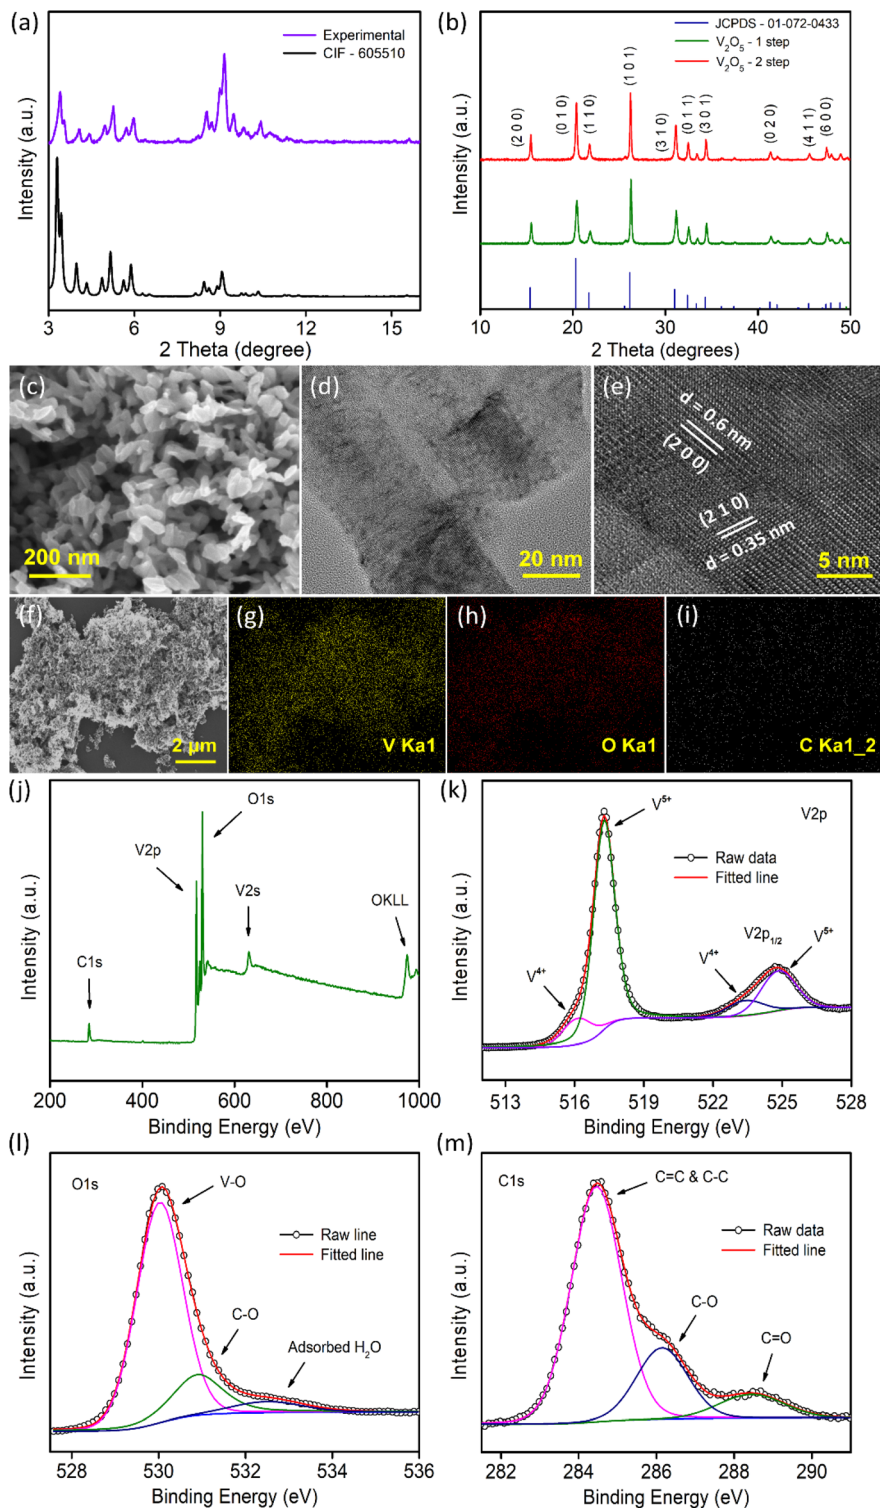 (a)
Experimental
CIF - 605510
Intensity (a.u.)
3 6 9 12 15
2 Theta (degree)
(b)
JCPDS - 01-072-0433
V₂O₅ - 1 step
V₂O₅ - 2 step
(2 0 0)
(0 1 0)
(1 1 0)
(1 0 1)
(3 1 0)
(0 1 1)
(3 0 1)
(0 2 0)
(4 1 1)
(6 0 0)
Intensity (a.u.)
10 20 30 40 50
2 Theta (degrees)
(c)
200 nm
(d)
20 nm
(e)
d = 0.6 nm
(2 0 0)
(2 1 0)
d = 0.35 nm
5 nm
(f)
2 μm
(g)
V Ka1
(h)
O Ka1
(i)
C Ka1_2
(j)
O1s
V2p
V2s
OKLL
C1s
Intensity (a.u.)
200 400 600 800 1000
Binding Energy (eV)
(k)
V⁵⁺
V2p
Raw data
Fitted line
V2p₁/₂
V⁵⁺
V⁴⁺
V⁴⁺
Intensity (a.u.)
513 516 519 522 525 528
Binding Energy (eV)
(l)
O1s
V-O
Raw line
Fitted line
C-O
Adsorbed H₂O
Intensity (a.u.)
528 530 532 534 536
Binding Energy (eV)
(m)
C1s
C=C & C-C
Raw data
Fitted line
C-O
C=O
Intensity (a.u.)
282 284 286 288 290
Binding Energy (eV)